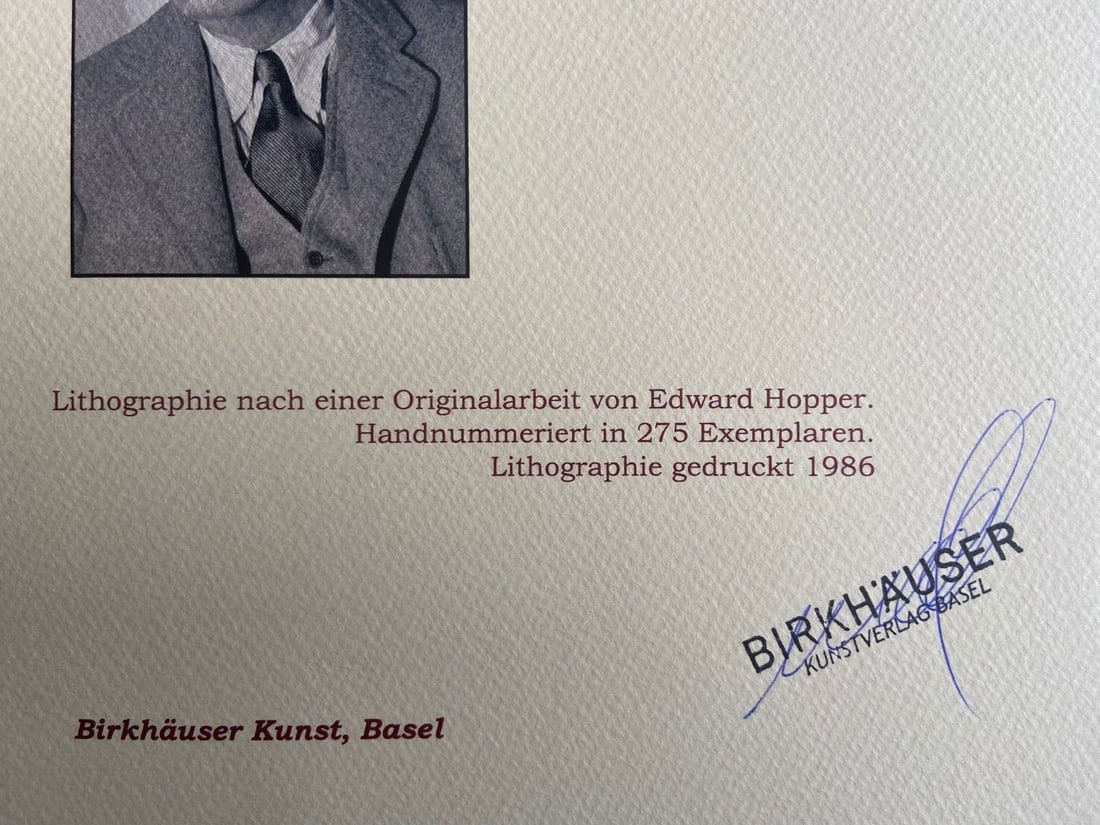 Lithographie nach einer Originalarbeit von Edward Hopper.
Handnummeriert in 275 Exemplaren.
Lithographie gedruckt 1986
BIRKHÄUSER
KUNSTVERLAG BASEL
Birkhäuser Kunst, Basel